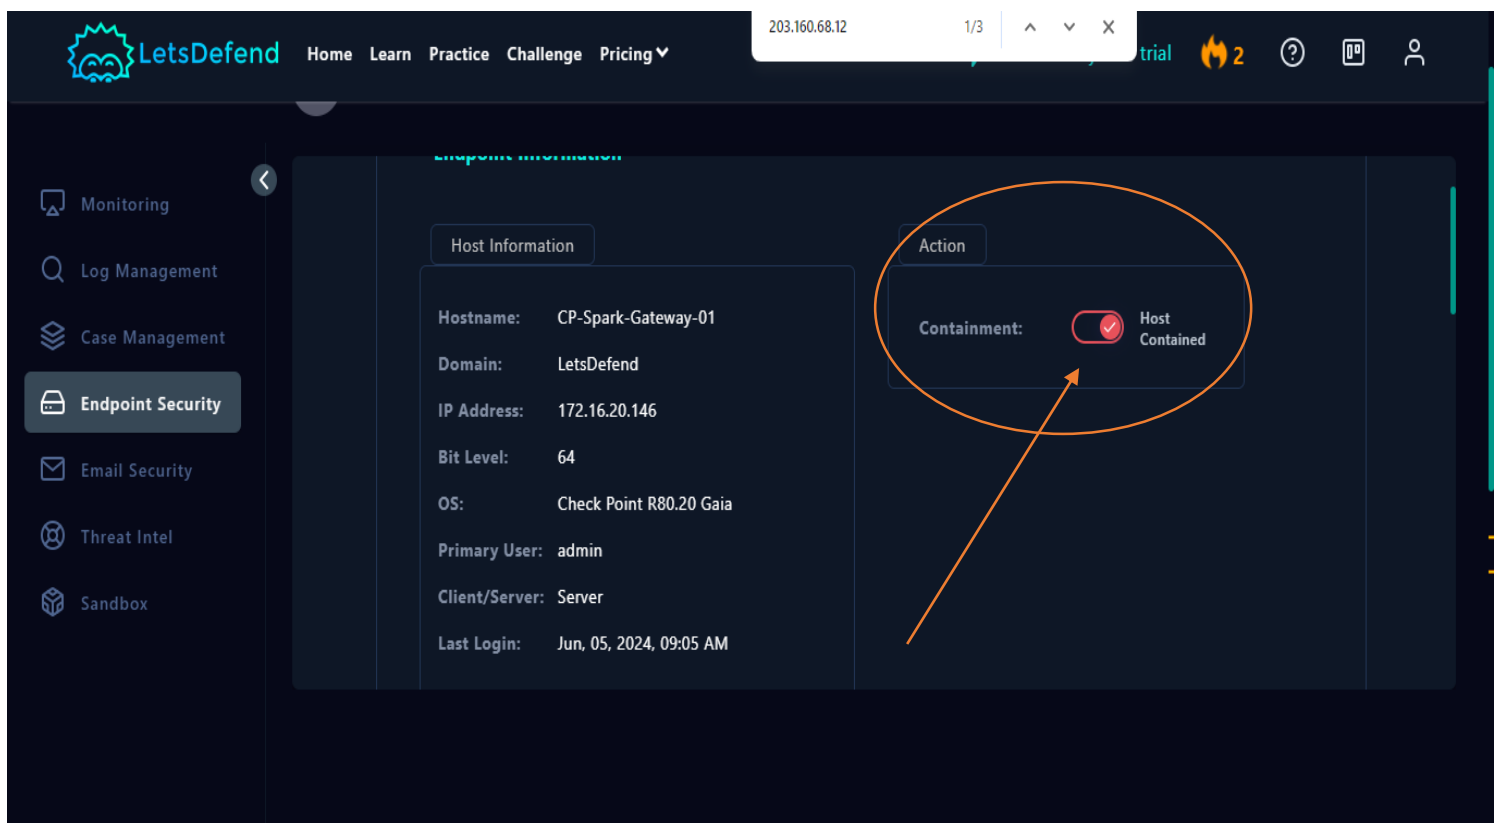 203.160.68.12 1/3
LetsDefend Home Learn Practice Challenge Pricing trial 2
Endpoint Information
Monitoring
Log Management
Case Management
Endpoint Security
Email Security
Threat Intel
Sandbox
Host Information
Hostname: CP-Spark-Gateway-01
Domain: LetsDefend
IP Address: 172.16.20.146
Bit Level: 64
OS: Check Point R80.20 Gaia
Primary User: admin
Client/Server: Server
Last Login: Jun, 05, 2024, 09:05 AM
Action
Containment: Host
Contained